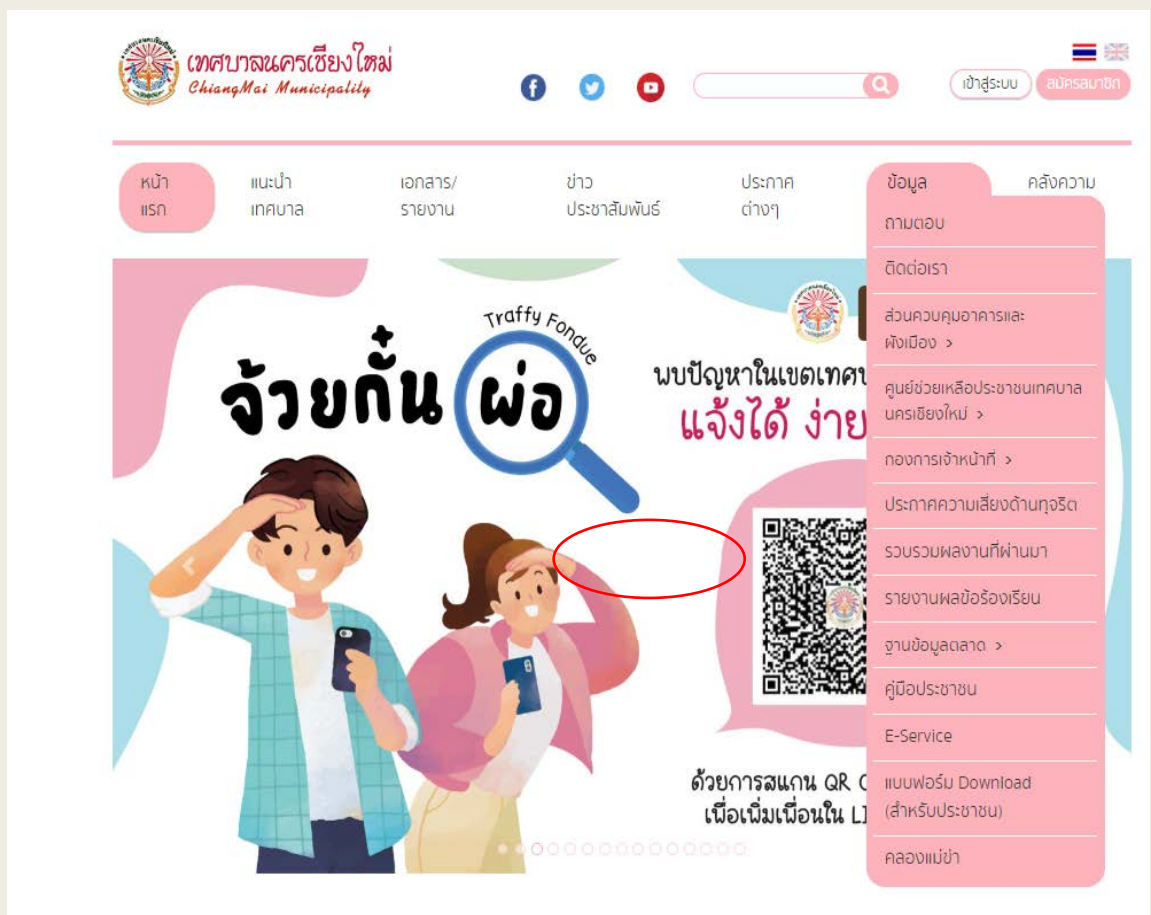 เทศบาลนครเชียงใหม่
ChiangMai Municipality
เข้าสู่ระบบ
สมัครสมาชิก
หน้า
แรก
แนะนำ
เทศบาล
เอกสาร/
รายงาน
ข่าว
ประชาสัมพันธ์
ประกาศ
ต่างๆ
ข้อมูล
คลังความ
ถามตอบ
ติดต่อเรา
ส่วนควบคุมอาคารและ
ผังเมือง >
ศูนย์ช่วยเหลือประชาชนเทศบาล
นครเชียงใหม่ >
กองการเจ้าหน้าที่ >
ประกาศความเสี่ยงด้านทุจริต
รวบรวมผลงานที่ผ่านมา
รายงานผลข้อร้องเรียน
ฐานข้อมูลตลาด >
คู่มือประชาชน
E-Service
แบบฟอร์ม Download
(สำหรับประชาชน)
คลองแม่ข่า
Traffy Fondue
จ้วยกั๋น ผ่อ
พบปัญหาในเขตเทศบ
แจ้งได้ ง่าย
ด้วยการสแกน QR C
เพื่อเพิ่มเพื่อนใน LI